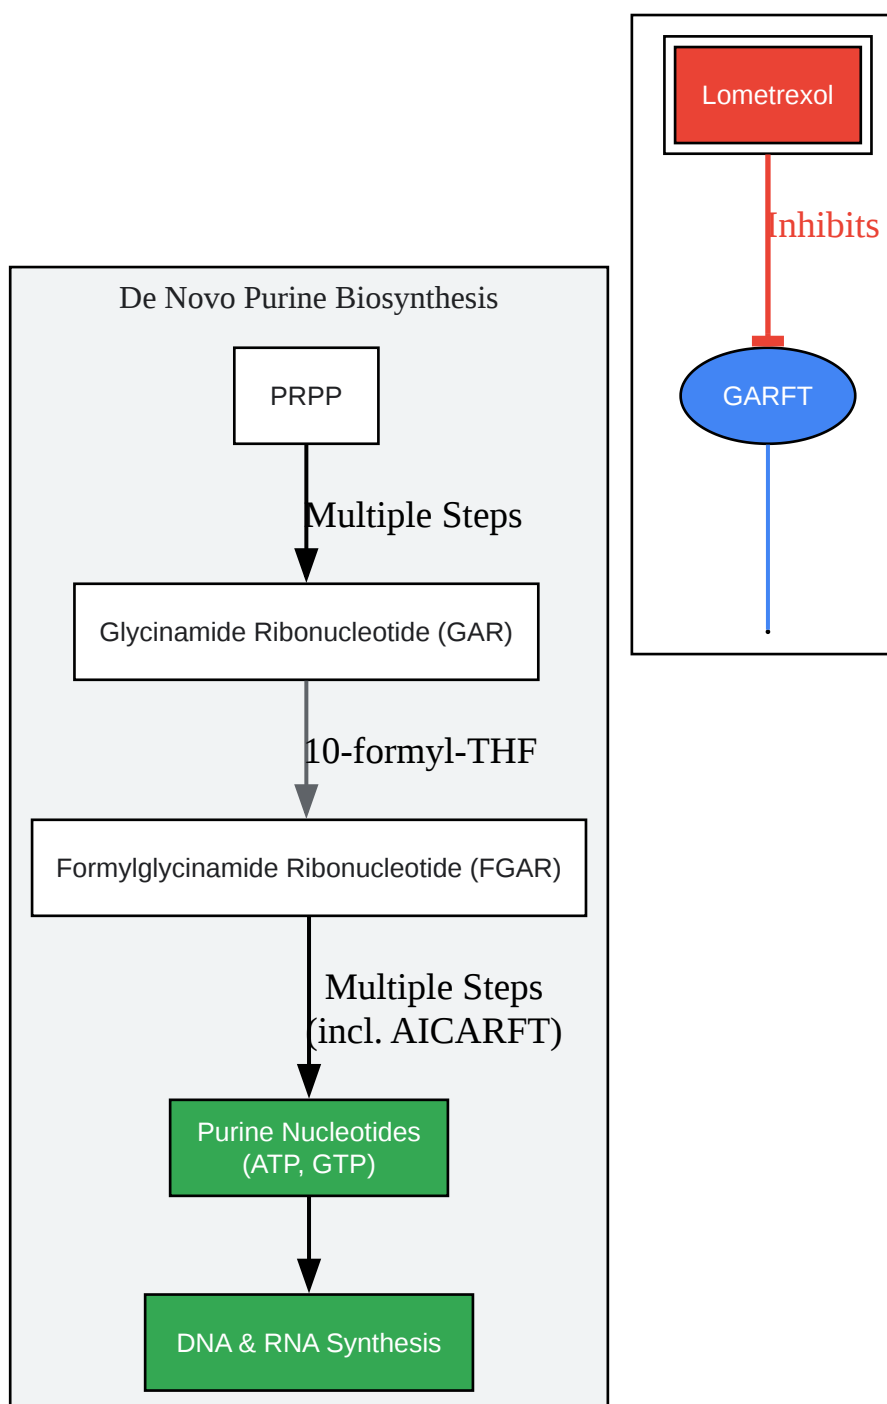 Lometrexol
Inhibits
GARFT
De Novo Purine Biosynthesis
PRPP
Multiple Steps
Glycinamide Ribonucleotide (GAR)
10-formyl-THF
Formylglycinamide Ribonucleotide (FGAR)
Multiple Steps
(incl. AICARFT)
Purine Nucleotides
(ATP, GTP)
DNA & RNA Synthesis